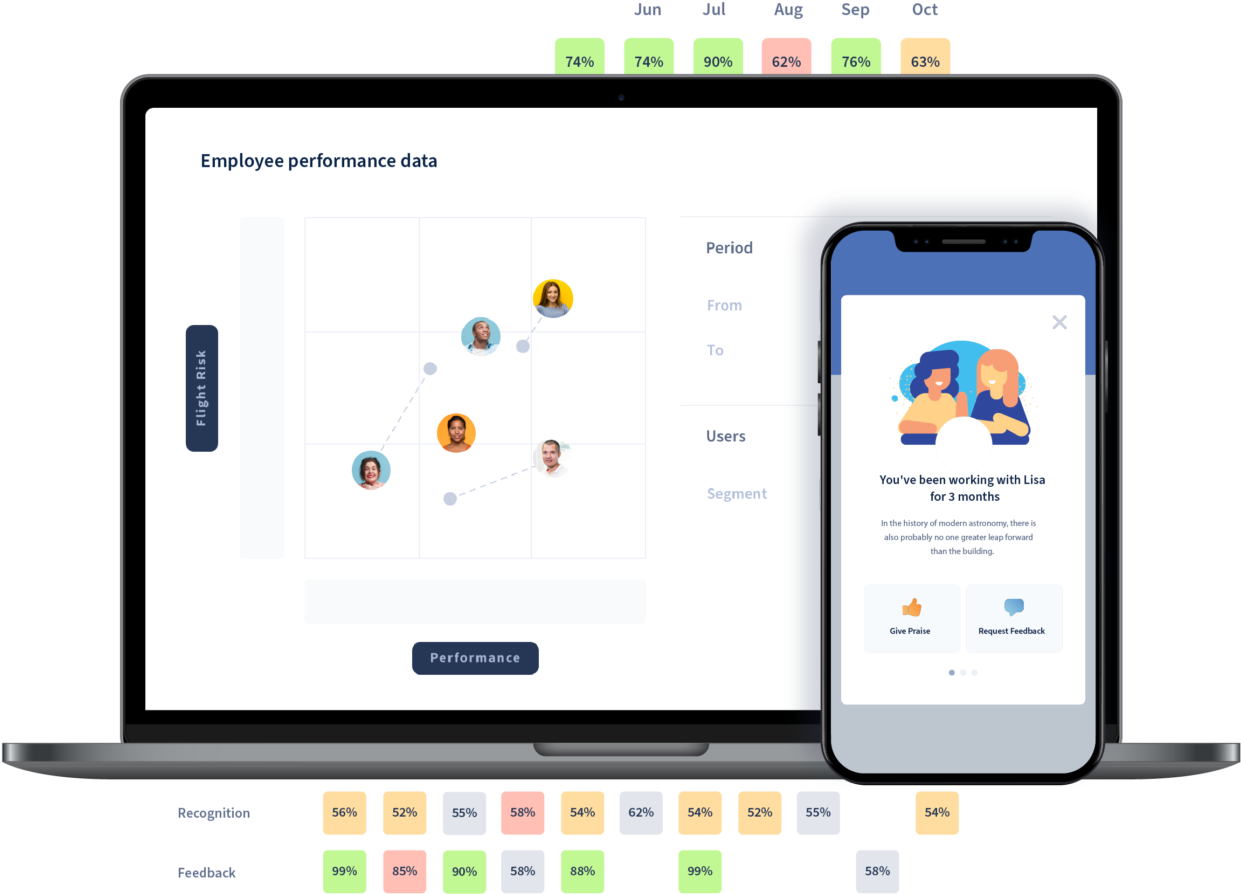 Jun Jul Aug Sep Oct
74% 74% 90% 62% 76% 63%
Employee performance data
Flight Risk
Performance
Period
From
To
Users
Segment
You've been working with Lisa
for 3 months
In the history of modern astronomy, there is
also probably no one greater leap forward
than the building.
Give Praise
Request Feedback
Recognition 56% 52% 55% 58% 54% 62% 54% 52% 55% 54%
Feedback 99% 85% 90% 58% 88% 99% 58%